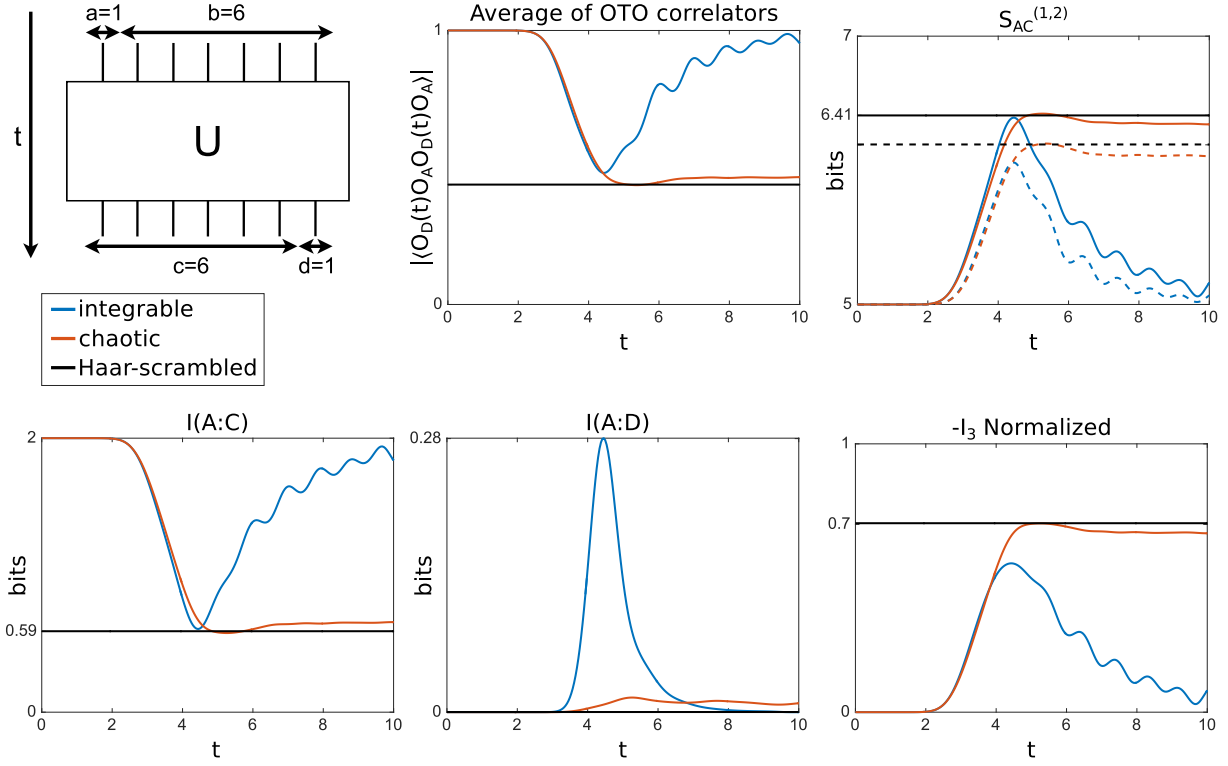 a=1
b=6
t
U
c=6
d=1
integrable
chaotic
Haar-scrambled
Average of OTO correlators
|⟨O_D(t)O_A O_D(t)O_A⟩|
1
0
0 2 4 6 8 10
t
S_AC^(1,2)
bits
7
6.41
5
0 2 4 6 8 10
t
I(A:C)
bits
2
0.59
0
0 2 4 6 8 10
t
I(A:D)
bits
0.28
0
0 2 4 6 8 10
t
-I₃ Normalized
1
0.7
0
0 2 4 6 8 10
t